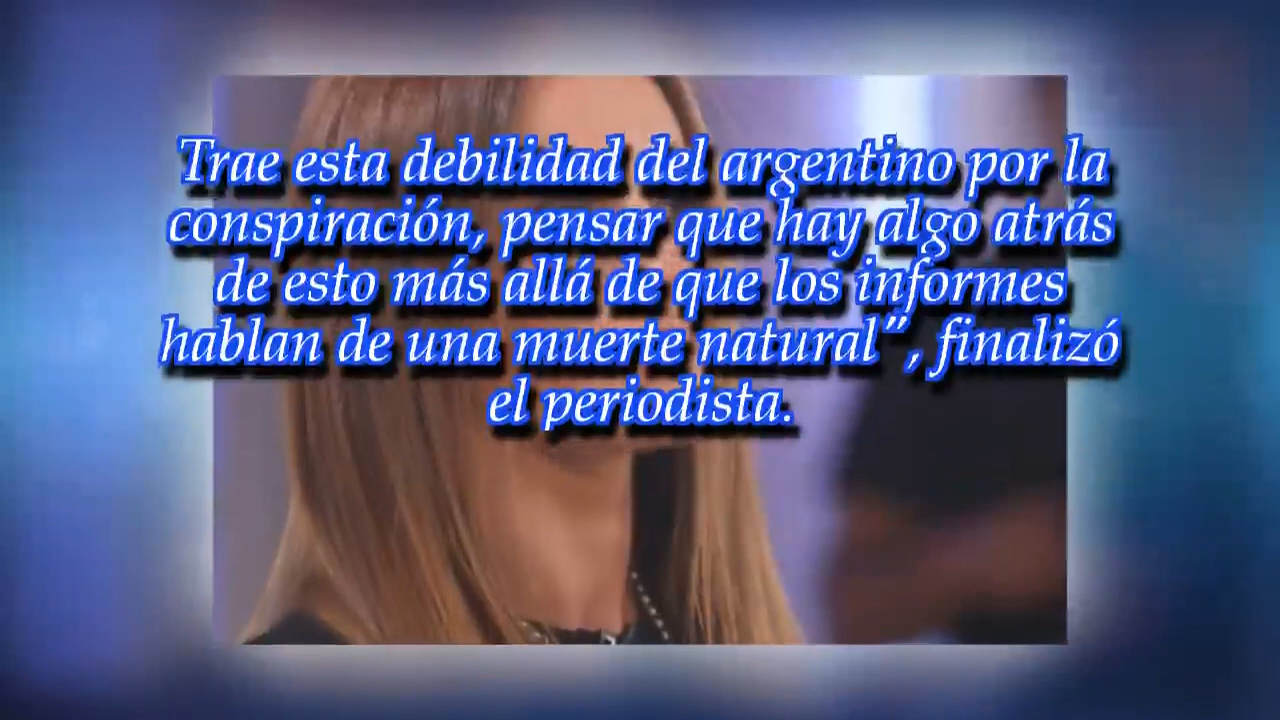 Trae esta debilidad del argentino por la
conspiración, pensar que hay algo atrás
de esto más allá de que los informes
hablan de una muerte natural”, finalizó
el periodista.